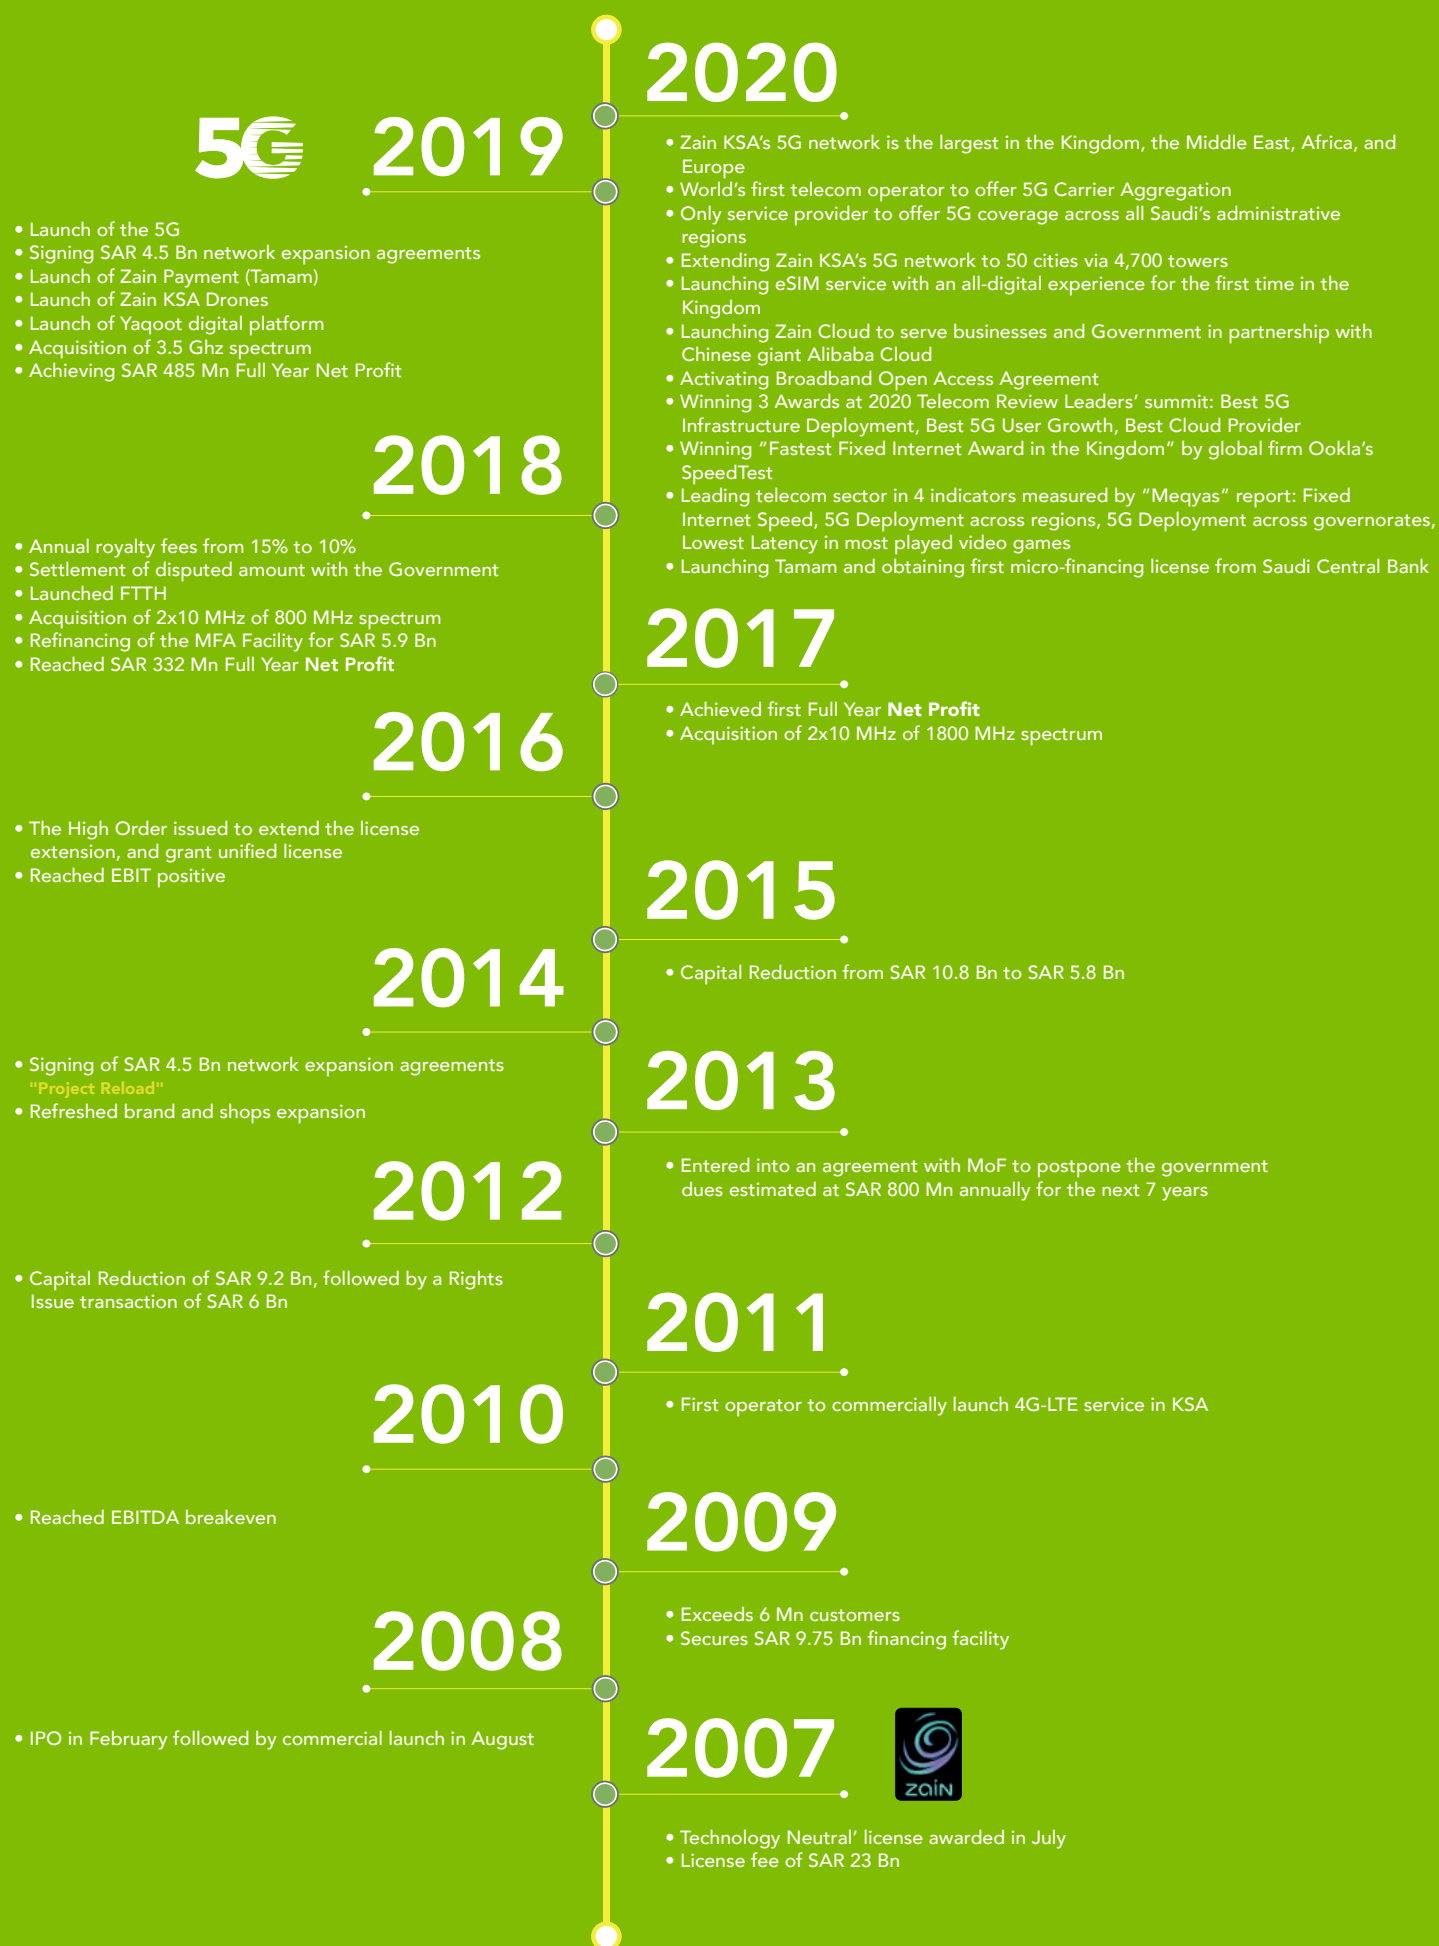 2020
• Zain KSA’s 5G network is the largest in the Kingdom, the Middle East, Africa, and
Europe
• World’s first telecom operator to offer 5G Carrier Aggregation
• Only service provider to offer 5G coverage across all Saudi’s administrative
regions
• Extending Zain KSA’s 5G network to 50 cities via 4,700 towers
• Launching eSIM service with an all-digital experience for the first time in the
Kingdom
• Launching Zain Cloud to serve businesses and Government in partnership with
Chinese giant Alibaba Cloud
• Activating Broadband Open Access Agreement
• Winning 3 Awards at 2020 Telecom Review Leaders’ summit: Best 5G
Infrastructure Deployment, Best 5G User Growth, Best Cloud Provider
• Winning “Fastest Fixed Internet Award in the Kingdom” by global firm Ookla’s
SpeedTest
• Leading telecom sector in 4 indicators measured by “Meqyas” report: Fixed
Internet Speed, 5G Deployment across regions, 5G Deployment across governorates,
Lowest Latency in most played video games
• Launching Tamam and obtaining first micro-financing license from Saudi Central Bank
5G 2019
• Launch of the 5G
• Signing SAR 4.5 Bn network expansion agreements
• Launch of Zain Payment (Tamam)
• Launch of Zain KSA Drones
• Launch of Yaqoot digital platform
• Acquisition of 3.5 Ghz spectrum
• Achieving SAR 485 Mn Full Year Net Profit
2018
• Annual royalty fees from 15% to 10%
• Settlement of disputed amount with the Government
• Launched FTTH
• Acquisition of 2x10 MHz of 800 MHz spectrum
• Refinancing of the MFA Facility for SAR 5.9 Bn
• Reached SAR 332 Mn Full Year Net Profit
2017
• Achieved first Full Year Net Profit
• Acquisition of 2x10 MHz of 1800 MHz spectrum
2016
• The High Order issued to extend the license
extension, and grant unified license
• Reached EBIT positive
2015
• Capital Reduction from SAR 10.8 Bn to SAR 5.8 Bn
2014
• Signing of SAR 4.5 Bn network expansion agreements
"Project Reload"
• Refreshed brand and shops expansion
2013
• Entered into an agreement with MoF to postpone the government
dues estimated at SAR 800 Mn annually for the next 7 years
2012
• Capital Reduction of SAR 9.2 Bn, followed by a Rights
Issue transaction of SAR 6 Bn
2011
• First operator to commercially launch 4G-LTE service in KSA
2010
• Reached EBITDA breakeven
2009
• Exceeds 6 Mn customers
• Secures SAR 9.75 Bn financing facility
2008
• IPO in February followed by commercial launch in August
2007
zain
• Technology Neutral’ license awarded in July
• License fee of SAR 23 Bn